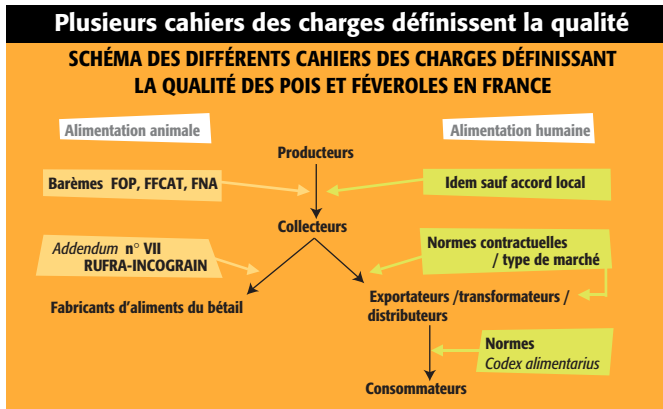 Plusieurs cahiers des charges définissent la qualité
SCHÉMA DES DIFFÉRENTS CAHIERS DES CHARGES DÉFINISSANT
LA QUALITÉ DES POIS ET FÉVEROLES EN FRANCE
Alimentation animale
Alimentation humaine
Producteurs
Barèmes FOP, FFCAT, FNA
Idem sauf accord local
Collecteurs
Addendum n° VII
RUFRA-INCOGRAIN
Normes contractuelles
/ type de marché
Fabricants d'aliments du bétail
Exportateurs /transformateurs /
distributeurs
Normes
Codex alimentarius
Consommateurs